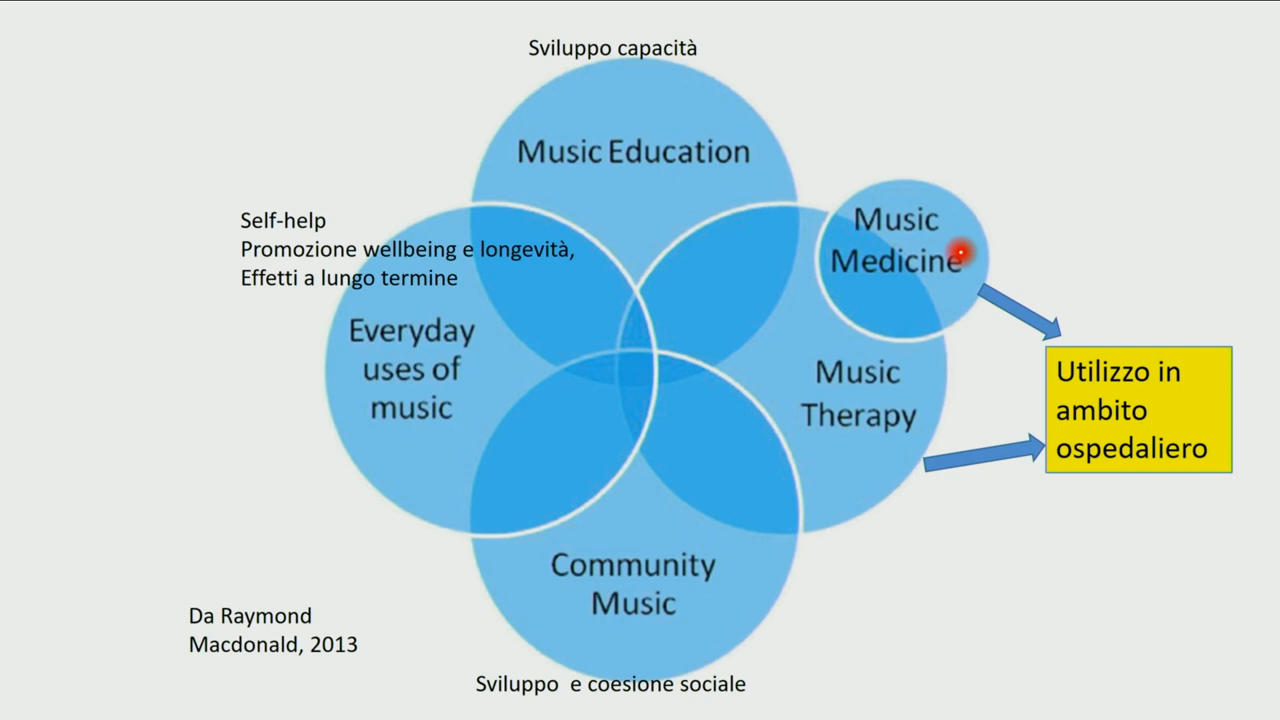 Sviluppo capacità
Music Education
Self-help
Promozione wellbeing e longevità,
Effetti a lungo termine
Music
Medicine
Everyday
uses of
music
Music
Therapy
Utilizzo in
ambito
ospedaliero
Community
Music
Da Raymond
Macdonald, 2013
Sviluppo  e coesione sociale